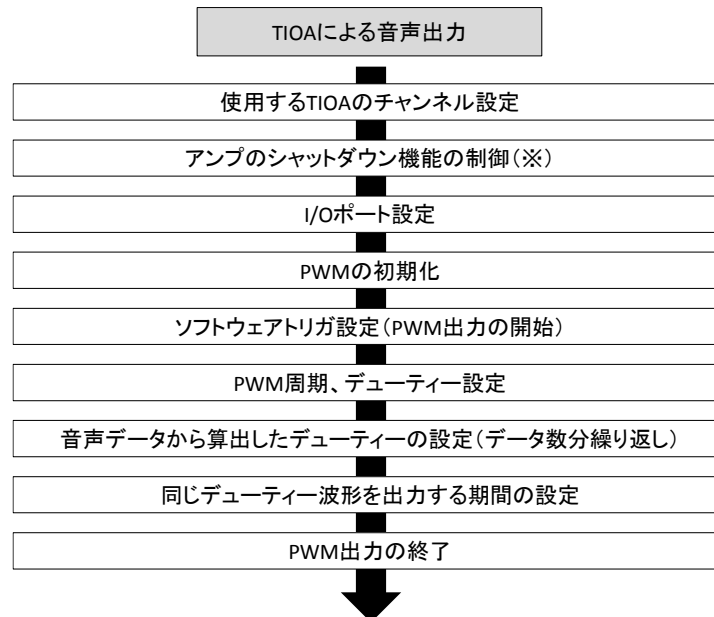 TIOAによる音声出力
使用するTIOAのチャンネル設定
アンプのシャットダウン機能の制御(※)
I/Oポート設定
PWMの初期化
ソフトウェアトリガ設定(PWM出力の開始)
PWM周期、デューティー設定
音声データから算出したデューティーの設定(データ数分繰り返し)
同じデューティー波形を出力する期間の設定
PWM出力の終了